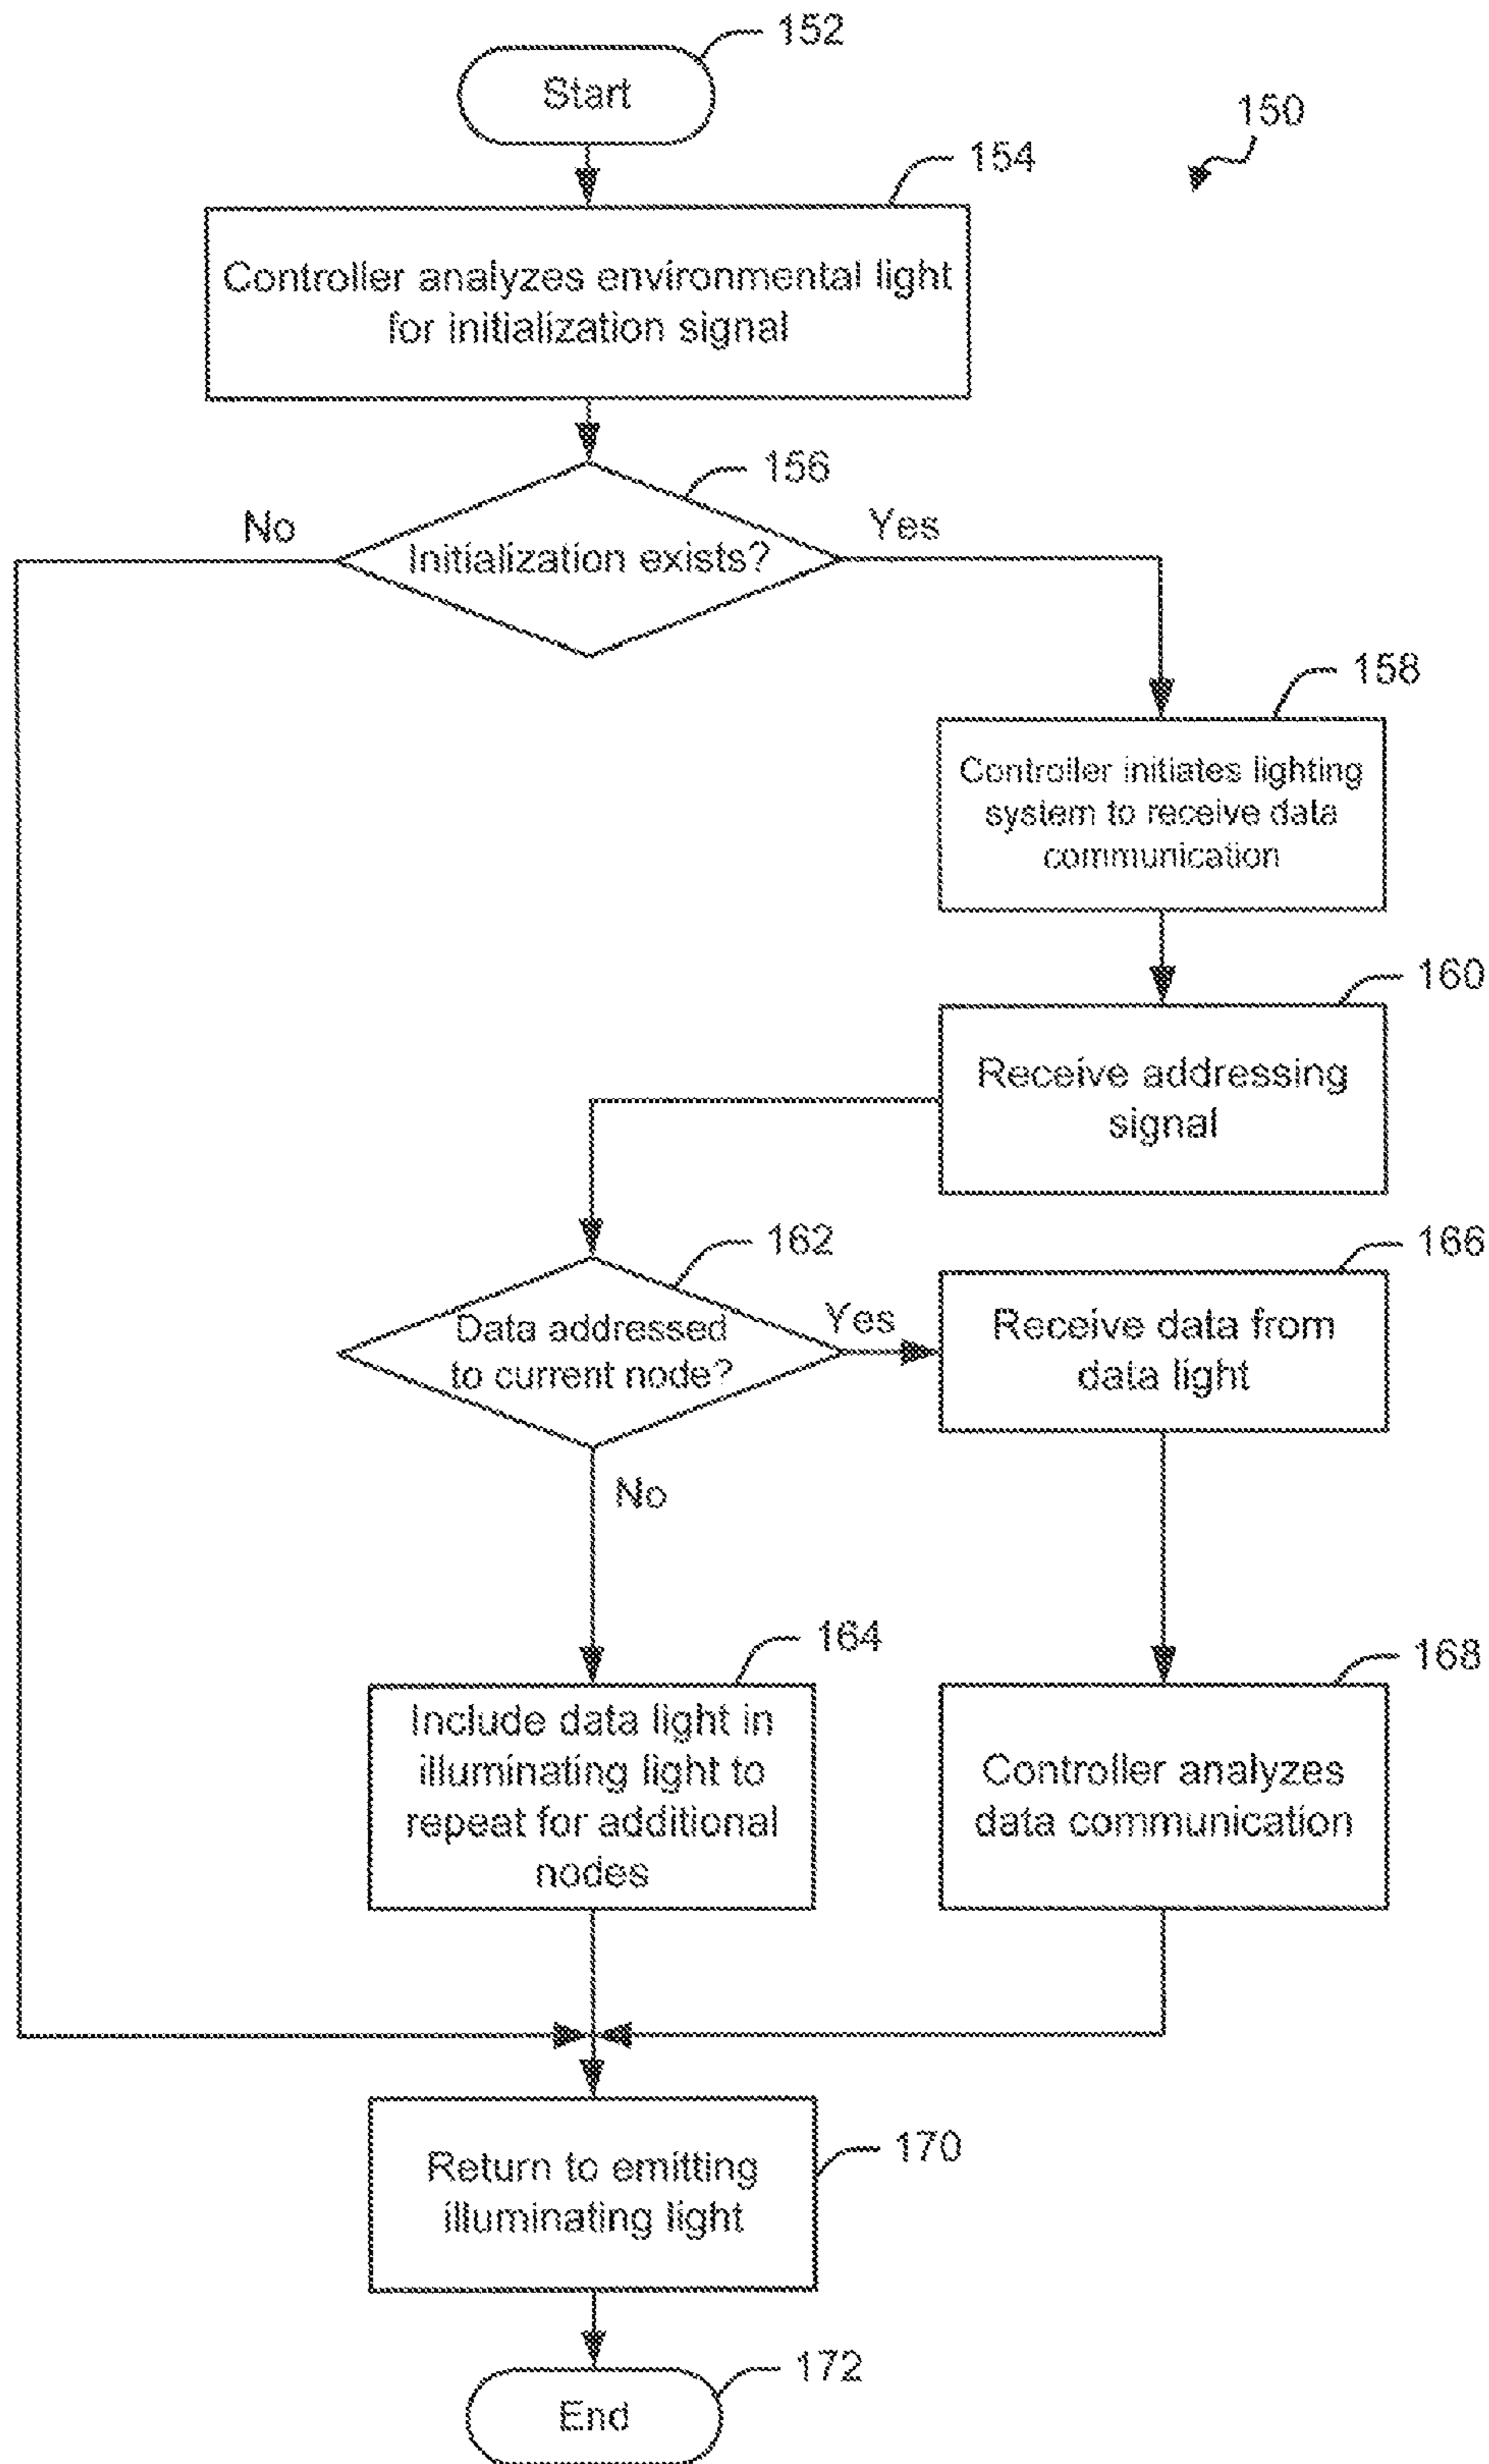 152
Start
150
154
Controller analyzes environmental light
for initialization signal
156
No
Yes
Initialization exists?
158
Controller initiates lighting
system to receive data
communication
160
Receive addressing
signal
162
166
Data addressed
to current node?
Yes
Receive data from
data light
No
164
168
Include data light in
illuminating light to
repeat for additional
nodes
Controller analyzes
data communication
170
Return to emitting
illuminating light
172
End